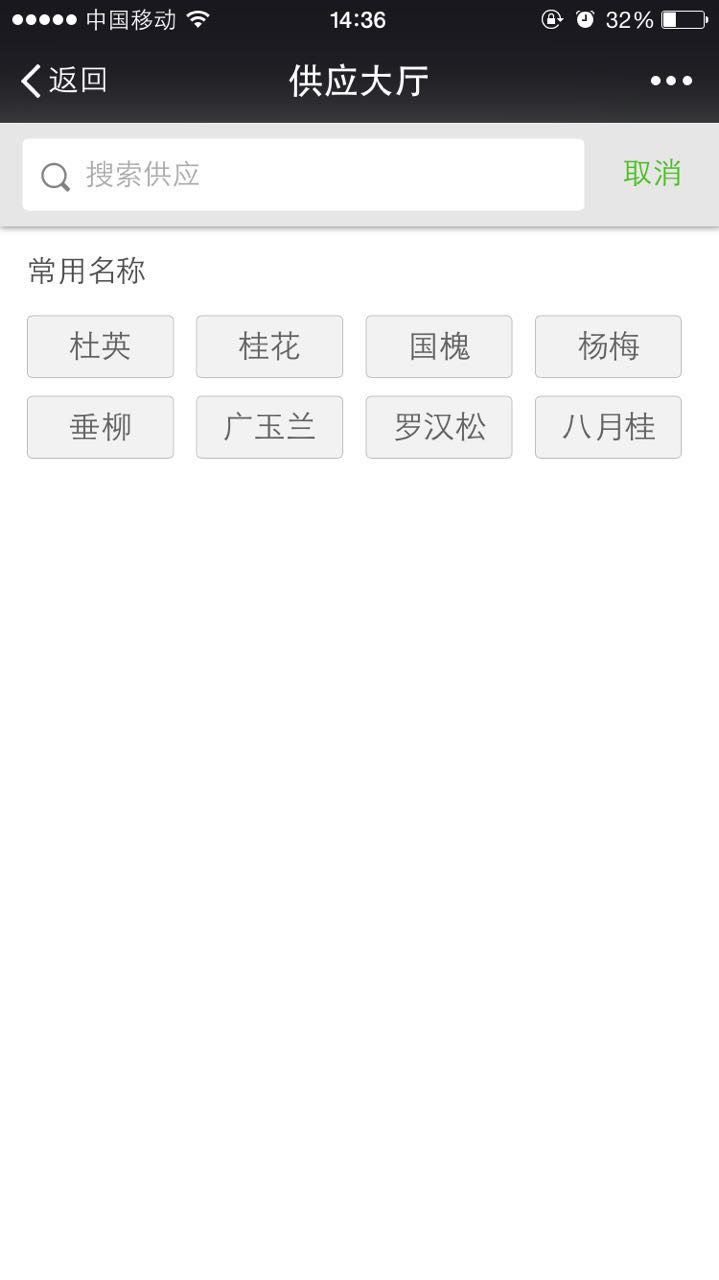 中国移动 14:36 32%
返回 供应大厅
搜索供应 取消
常用名称
杜英 桂花 国槐 杨梅
垂柳 广玉兰 罗汉松 八月桂